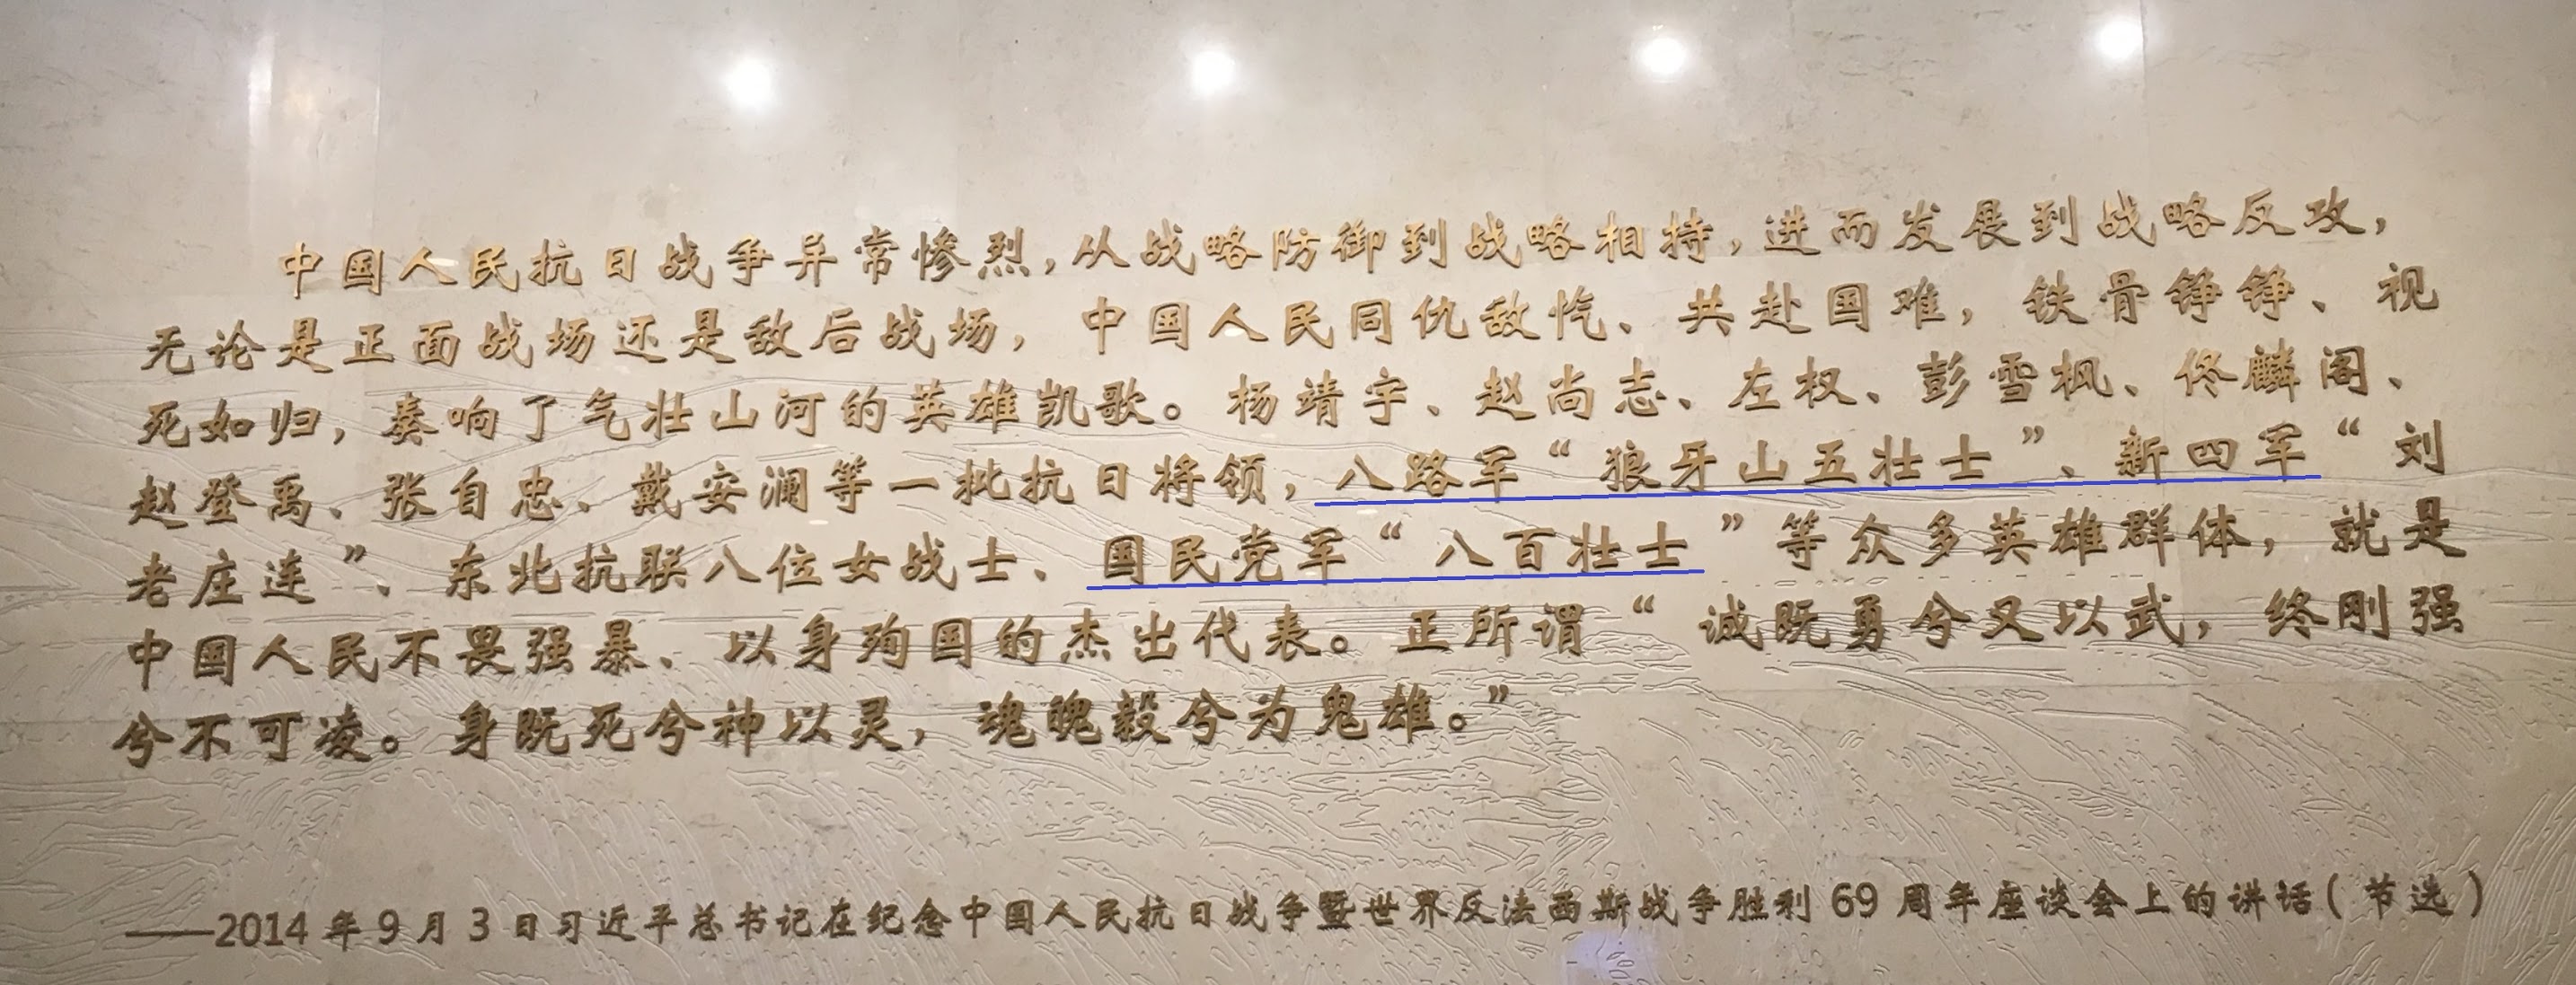 中国人民抗日战争异常惨烈，从战略防御到战略相持，进而发展到战略反攻，
无论是正面战场还是敌后战场，中国人民同仇敌忾、共赴国难，铁骨铮铮、视
死如归，奏响了气壮山河的英雄凯歌。杨靖宇、赵尚志、左权、彭雪枫、佟麟阁、
赵登禹、张自忠、戴安澜等一批抗日将领，八路军“狼牙山五壮士”、新四军“刘
老庄连”、东北抗联八位女战士、国民党军“八百壮士”等众多英雄群体，就是
中国人民不畏强暴、以身殉国的杰出代表。正所谓“诚既勇兮又以武，终刚强
兮不可凌。身既死兮神以灵，魂魄毅兮为鬼雄。”
——2014年9月3日习近平总书记在纪念中国人民抗日战争暨世界反法西斯战争胜利69周年座谈会上的讲话（节选）